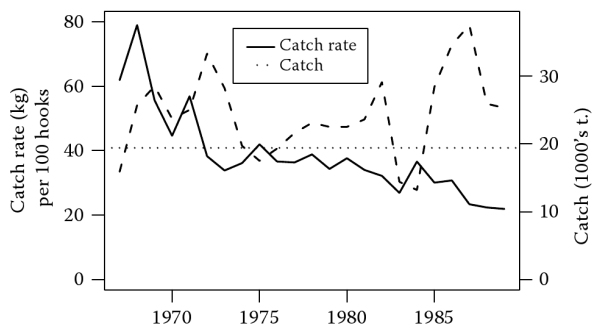 Catch rate (kg)
per 100 hooks
80
60
40
20
0
Catch rate
Catch
30
20
10
0
Catch (1000's t.)
1970
1975
1980
1985